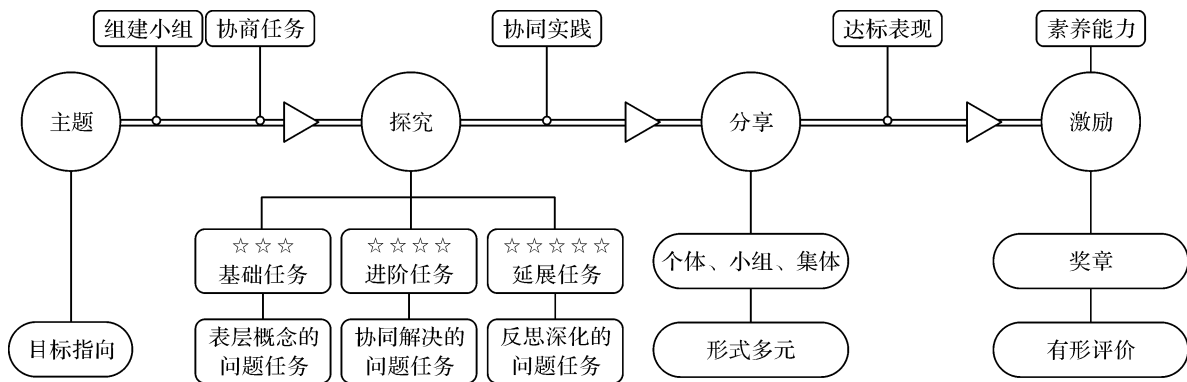 组建小组
协商任务
协同实践
达标表现
素养能力
主题
探究
分享
激励
☆☆☆
基础任务
☆☆☆☆
进阶任务
☆☆☆☆☆
延展任务
个体、小组、集体
奖章
目标指向
表层概念的
问题任务
协同解决的
问题任务
反思深化的
问题任务
形式多元
有形评价